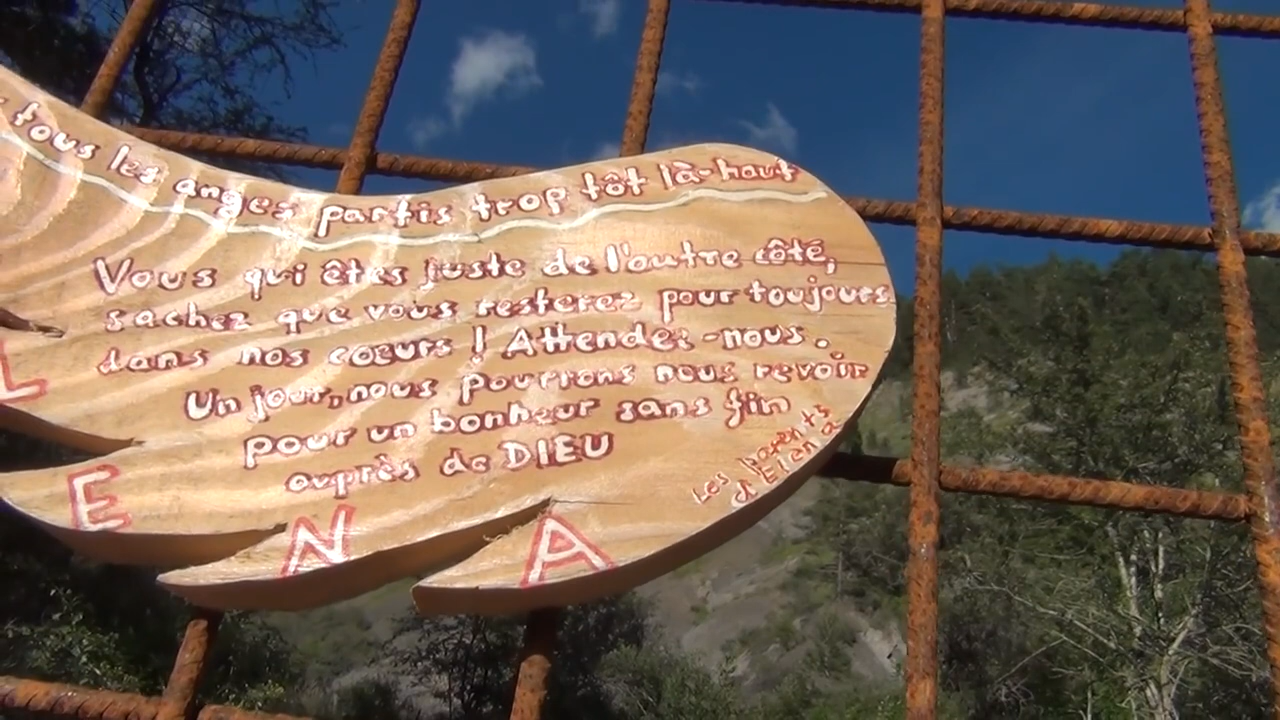 tous les anges partis trop tôt là-haut
Vous qui êtes juste de l'autre côté,
sachez que vous resterez pour toujours
dans nos cœurs ! Attendez-nous.
Un jour, nous pourrons nous revoir
pour un bonheur sans fin
auprès de DIEU
Les parents
d'Elena
L
E
N
A